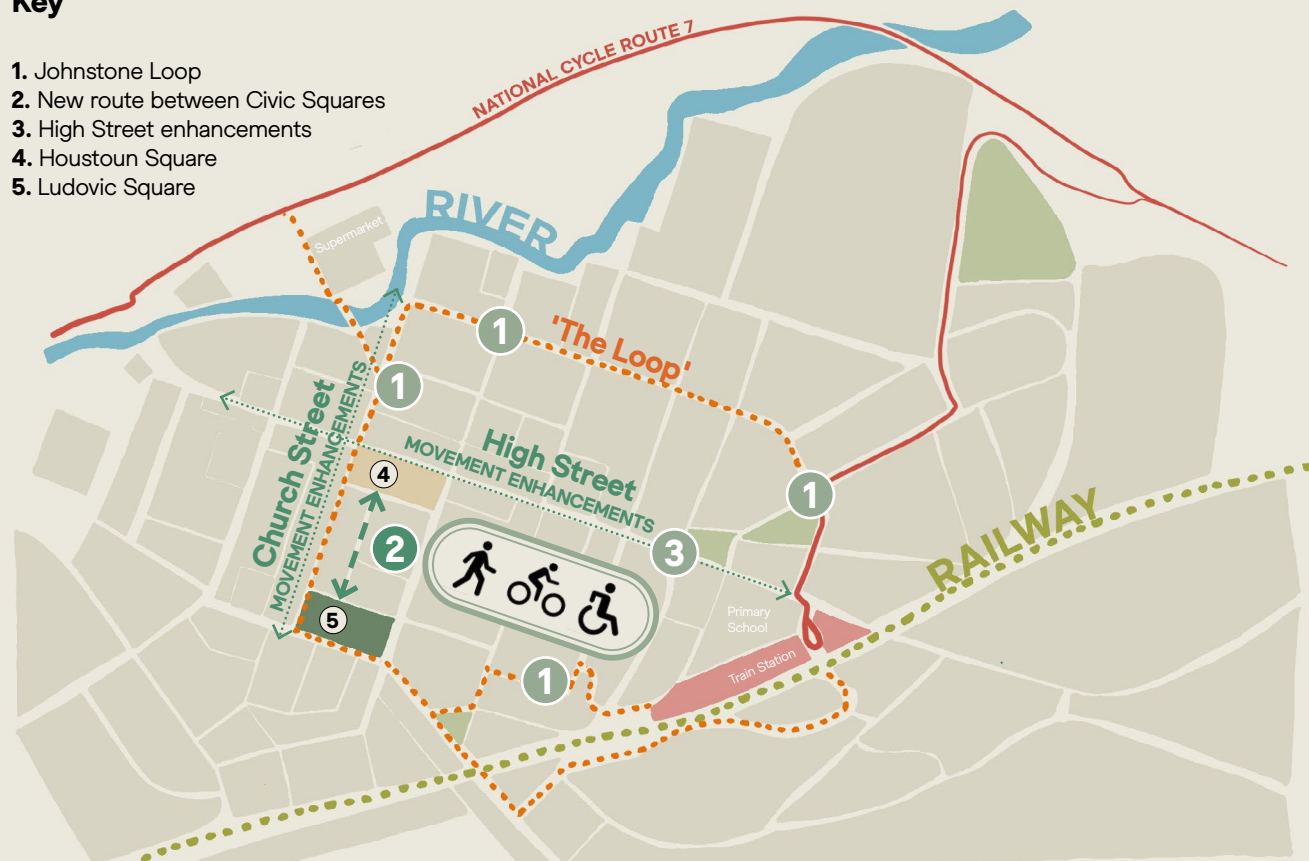 Key
1. Johnstone Loop
2. New route between Civic Squares
3. High Street enhancements
4. Houstoun Square
5. Ludovic Square
NATIONAL CYCLE ROUTE 7
Supermarket
RIVER
1
'The Loop'
1
Church Street
MOVEMENT ENHANCEMENTS
High Street
MOVEMENT ENHANCEMENTS
4
1
2
3
RAILWAY
5
Primary
School
Train Station
1